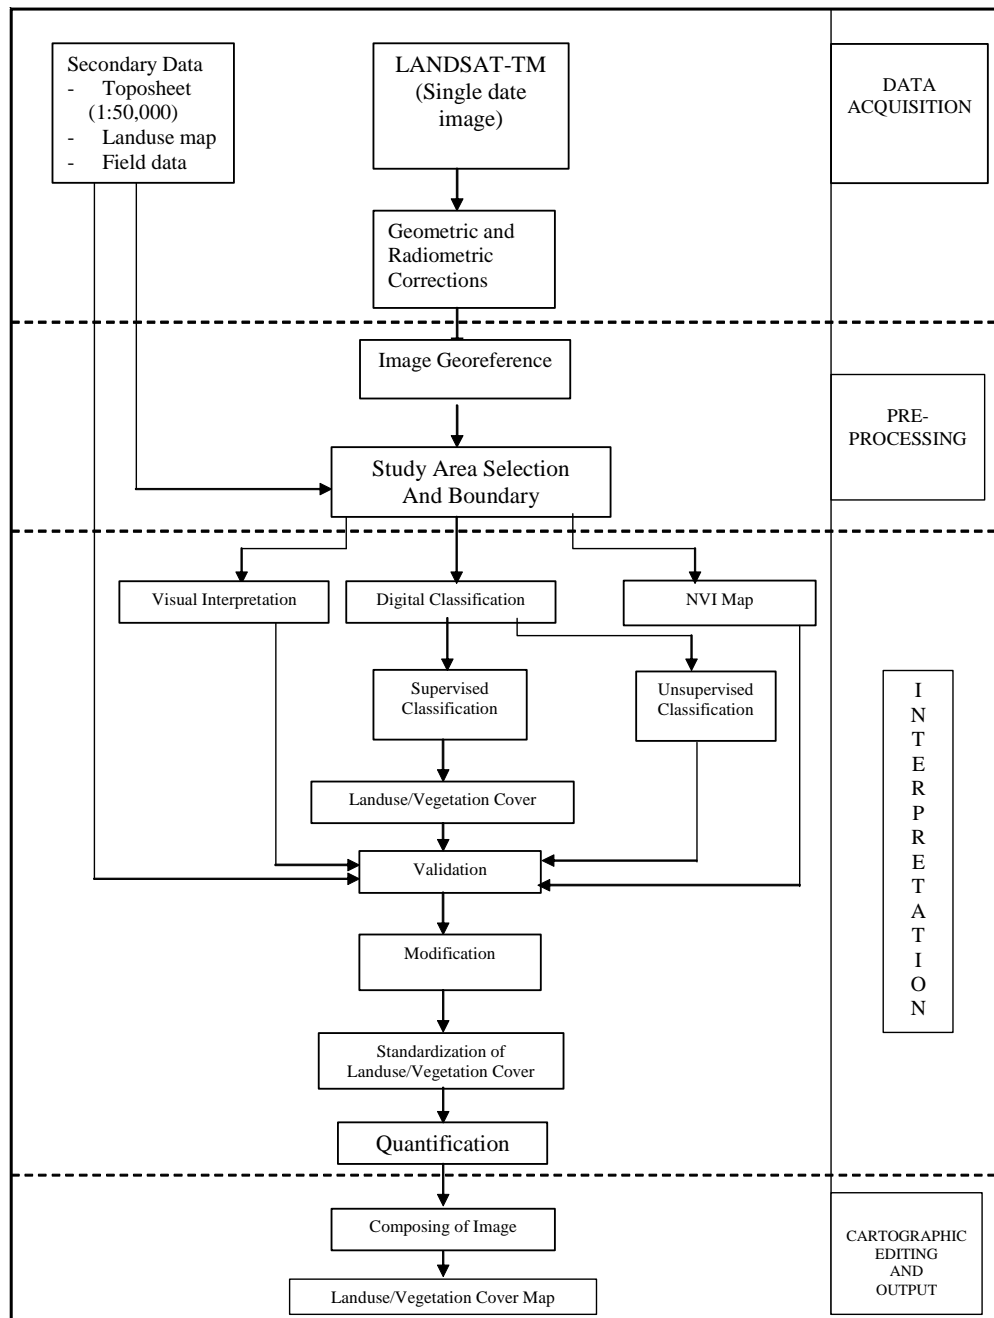 Secondary Data
- Toposheet
(1:50,000)
- Landuse map
- Field data
LANDSAT-TM
(Single date
image)
DATA
ACQUISITION
Geometric and
Radiometric
Corrections
Image Georeference
PRE-
PROCESSING
Study Area Selection
And Boundary
Visual Interpretation
Digital Classification
NVI Map
Supervised
Classification
Unsupervised
Classification
Landuse/Vegetation Cover
Validation
Modification
Standardization of
Landuse/Vegetation Cover
Quantification
I
N
T
E
R
P
R
E
T
A
T
I
O
N
Composing of Image
Landuse/Vegetation Cover Map
CARTOGRAPHIC
EDITING
AND
OUTPUT